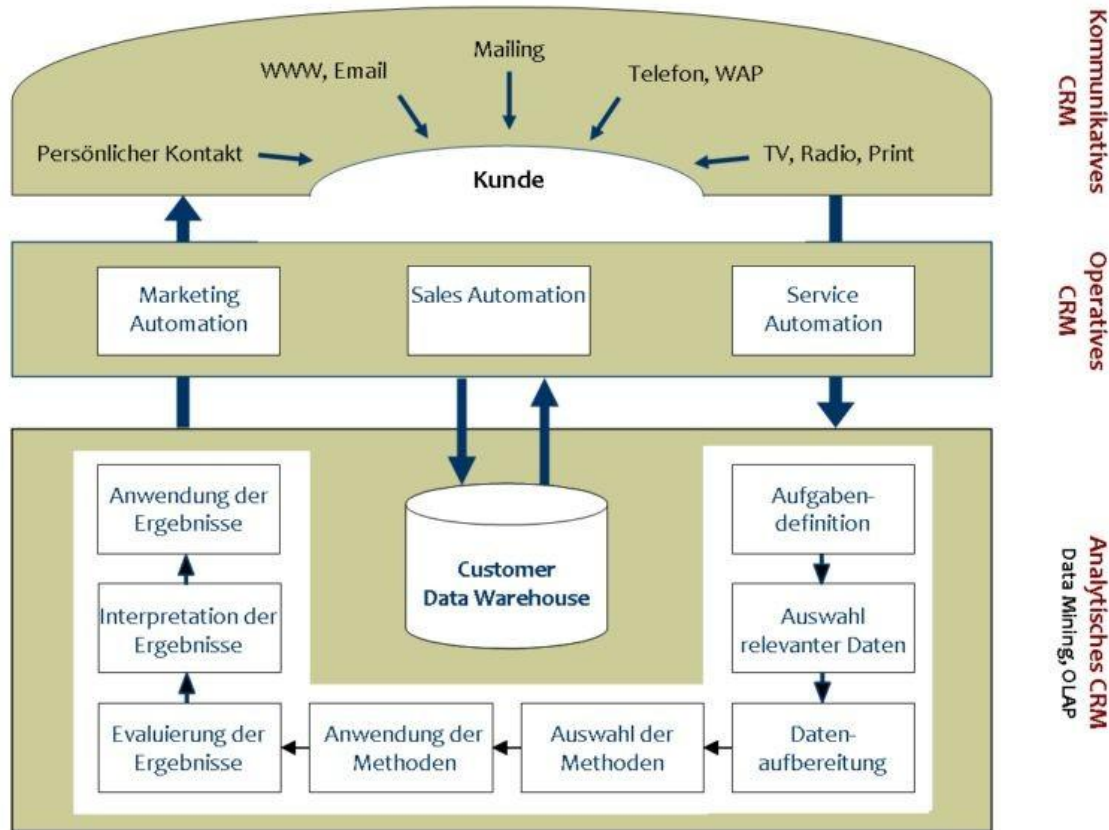 Mailing
WWW, Email
Telefon, WAP
Persönlicher Kontakt
TV, Radio, Print
Kunde
Kommunikatives
CRM
Marketing
Automation
Sales Automation
Service
Automation
Operatives
CRM
Anwendung der
Ergebnisse
Interpretation der
Ergebnisse
Evaluierung der
Ergebnisse
Customer
Data Warehouse
Anwendung der
Methoden
Auswahl der
Methoden
Aufgaben-
definition
Auswahl
relevanter Daten
Daten-
aufbereitung
Analytisches CRM
Data Mining, OLAP